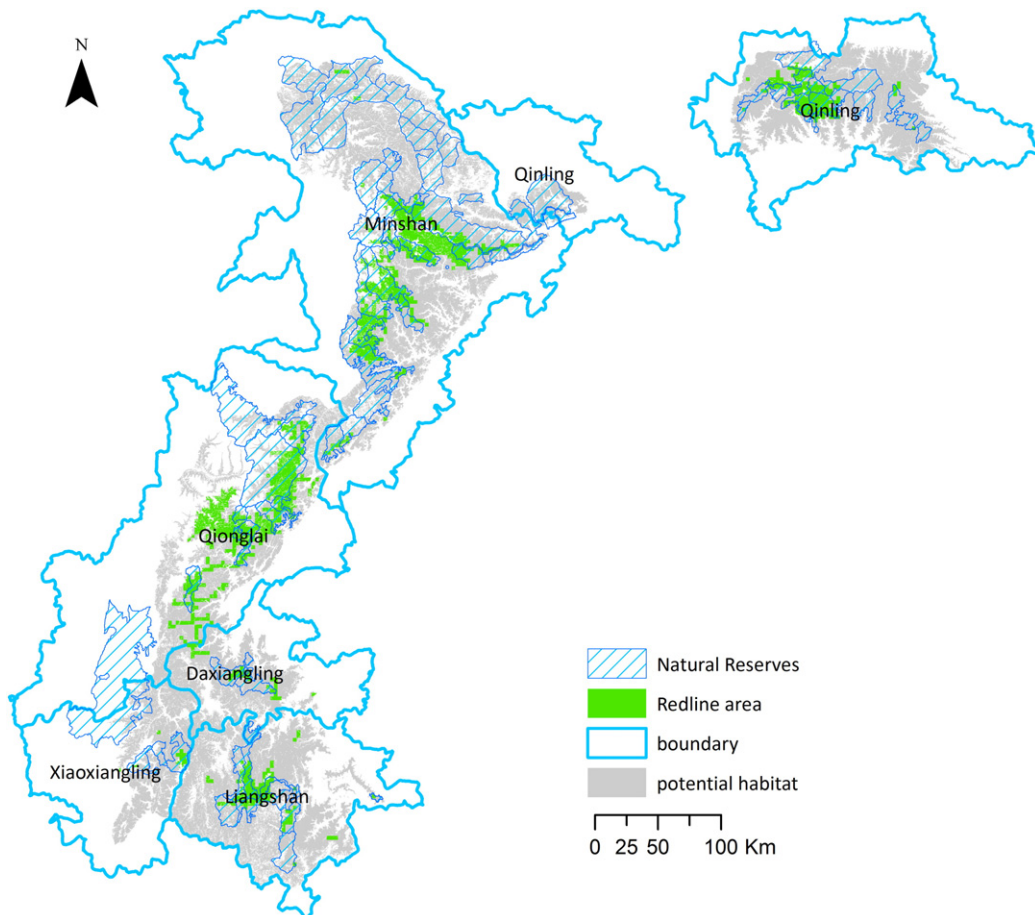 N
Qinling
Qinling
Minshan
Qionglai
Daxiangling
Xiaoxiangling
Liangshan
Natural Reserves
Redline area
boundary
potential habitat
0 25 50 100 Km